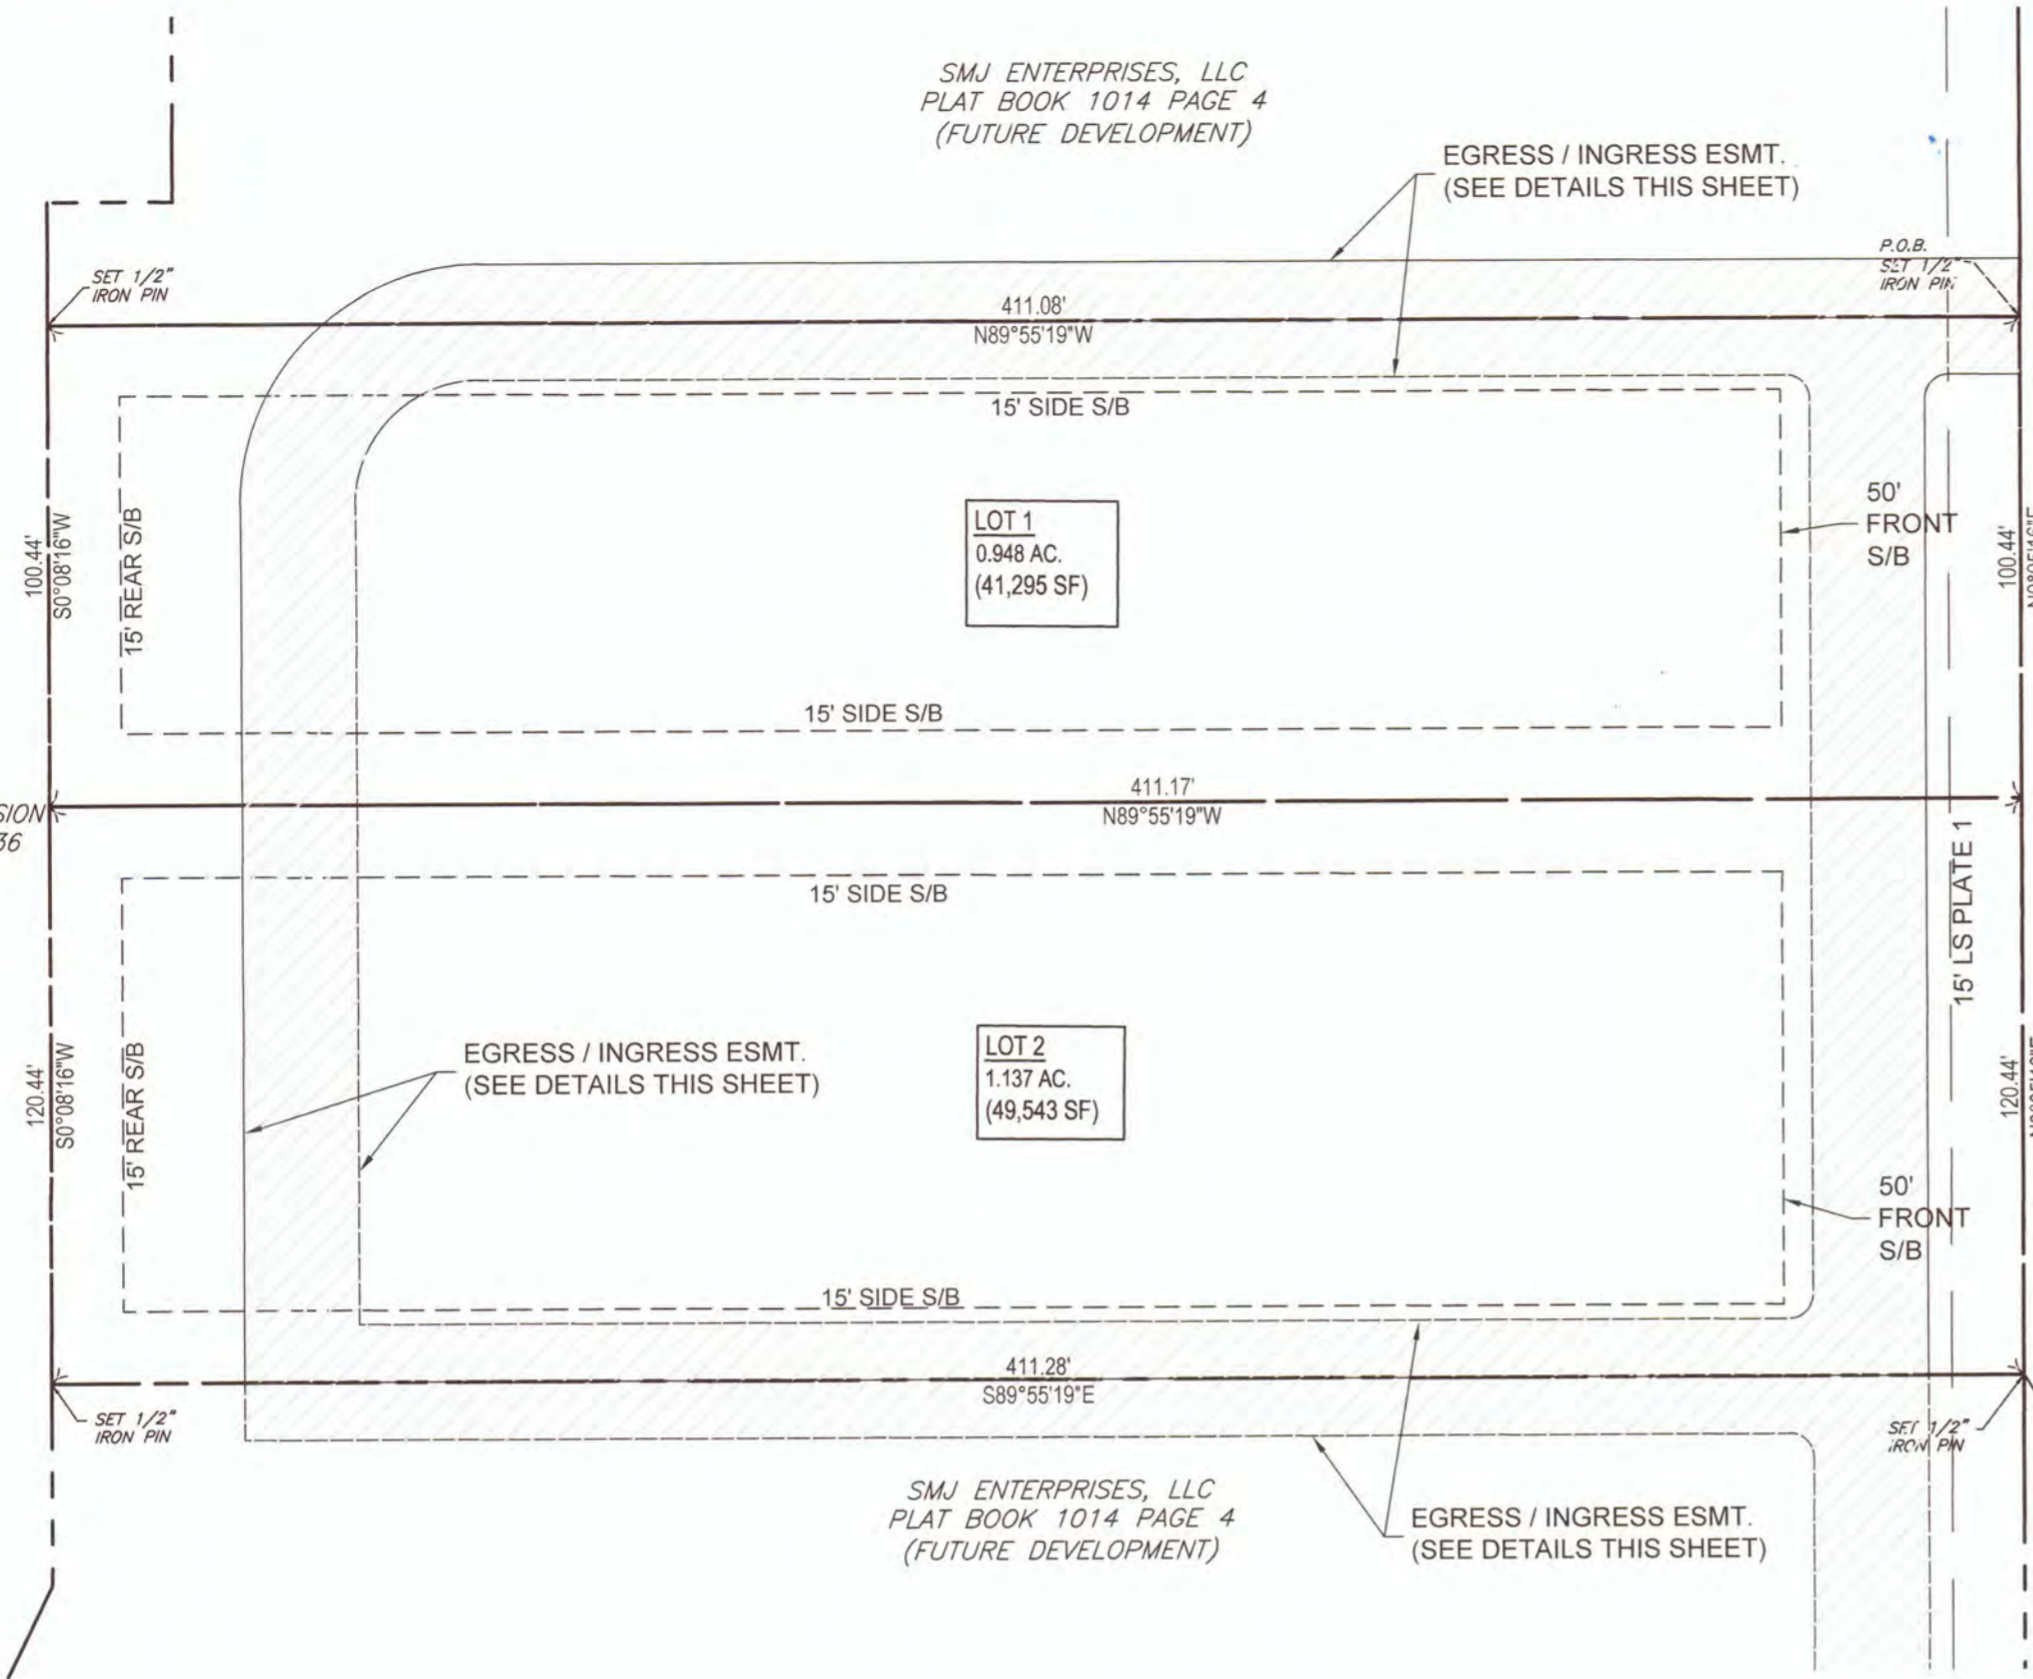 SMJ ENTERPRISES, LLC
PLAT BOOK 1014 PAGE 4
(FUTURE DEVELOPMENT)
EGRESS / INGRESS ESMT.
(SEE DETAILS THIS SHEET)
P.O.B.
SET 1/2"
IRON PIN
SET 1/2"
IRON PIN
411.08'
N89°55'19"W
15' SIDE S/B
50'
FRONT
S/B
LOT 1
0.948 AC.
(41,295 SF)
100.44'
S0°08'16"W
15' REAR S/B
100.44'
15' SIDE S/B
411.17'
N89°55'19"W
36
15' LS PLATE 1
15' SIDE S/B
LOT 2
1.137 AC.
(49,543 SF)
EGRESS / INGRESS ESMT.
(SEE DETAILS THIS SHEET)
120.44'
S0°08'16"W
15' REAR S/B
120.44'
50'
FRONT
S/B
15' SIDE S/B
411.28'
S89°55'19"E
SET 1/2"
IRON PIN
SET 1/2"
IRON PIN
SMJ ENTERPRISES, LLC
PLAT BOOK 1014 PAGE 4
(FUTURE DEVELOPMENT)
EGRESS / INGRESS ESMT.
(SEE DETAILS THIS SHEET)